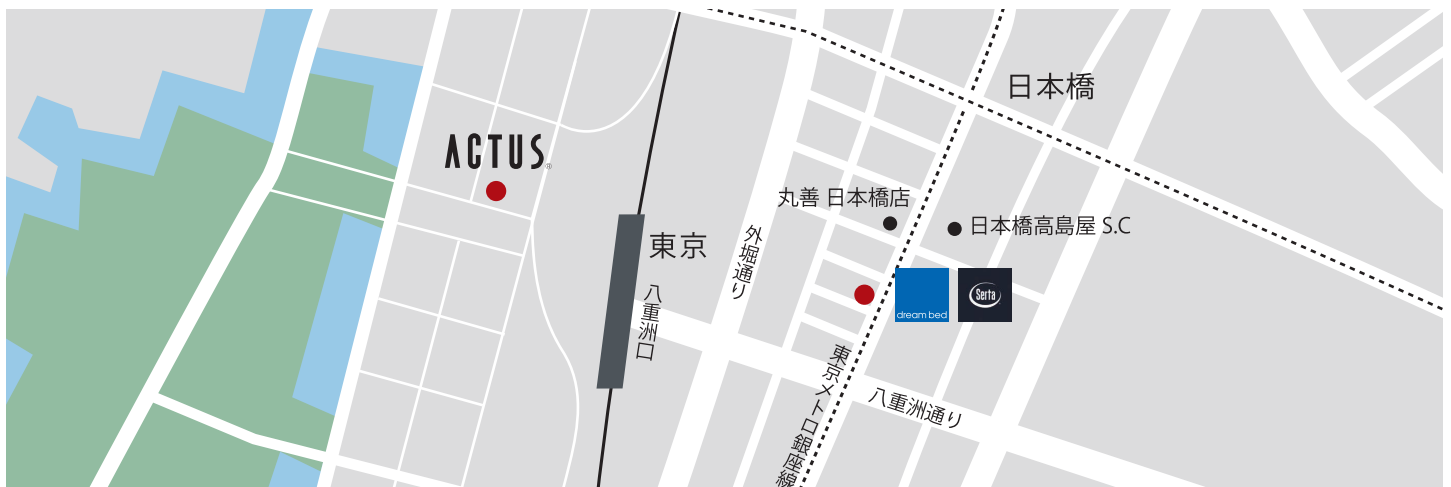 日本橋
ACTUS®
丸善 日本橋店
日本橋高島屋 S.C
東京
外堀通り
八重洲口
dream bed
Serta
東京メトロ銀座線
八重洲通り